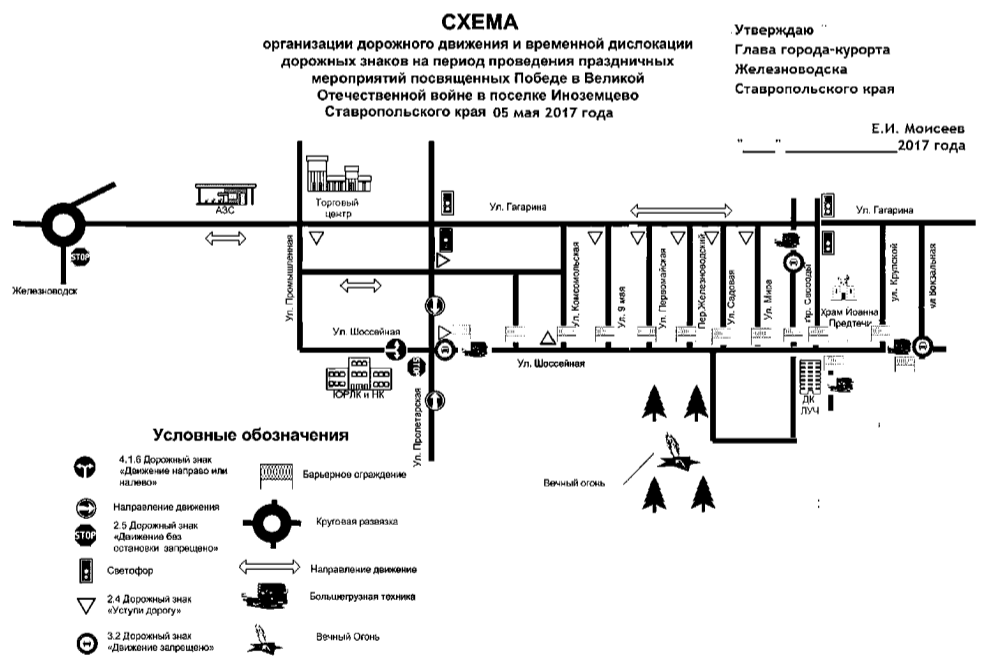 СХЕМА
организации дорожного движения и временной дислокации
дорожных знаков на период проведения праздничных
мероприятий посвященных Победе в Великой
Отечественной войне в поселке Иноземцево
Ставропольского края 05 мая 2017 года
Утверждаю
Глава города-курорта
Железноводска
Ставропольского края
Е.И. Моисеев
"____" ________________2017 года
АЗС
Торговый
центр
Ул. Гагарина
Ул. Гагарина
STOP
Железноводск
Ул. Промышленная
Ул. Комсомольская
Ул. 9 мая
Ул. Первомайская
Пер.Железноводский
Ул. Садовая
Ул. Мира
Пр. Свободы
ул. Крупской
ул Вокзальная
Храм Иоанна
Предтечи
Ул. Шоссейная
Ул. Шоссейная
STOP
ЮРЛК и НК
Ул. Пролетарская
ДК
ЛУЧ
Вечный огонь
Условные обозначения
4.1.6 Дорожный знак
«Движение направо или
налево»
Направление движения
STOP
2.5 Дорожный знак
«Движение без
остановки запрещено»
Светофор
2.4 Дорожный знак
«Уступи дорогу»
3.2 Дорожный знак
«Движение запрещено»
Барьерное ограждение
Круговая развязка
Направление движение
Большегрузная техника
Вечный Огонь